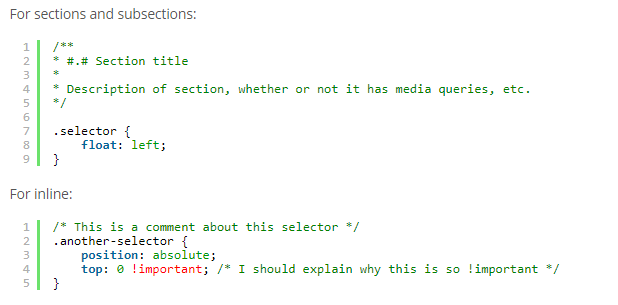 For sections and subsections:
1 /**
2 * #.# Section title
3 *
4 * Description of section, whether or not it has media queries, etc.
5 */
6
7 .selector {
8     float: left;
9 }
For inline:
1 /* This is a comment about this selector */
2 .another-selector {
3     position: absolute;
4     top: 0 !important; /* I should explain why this is so !important */
5 }